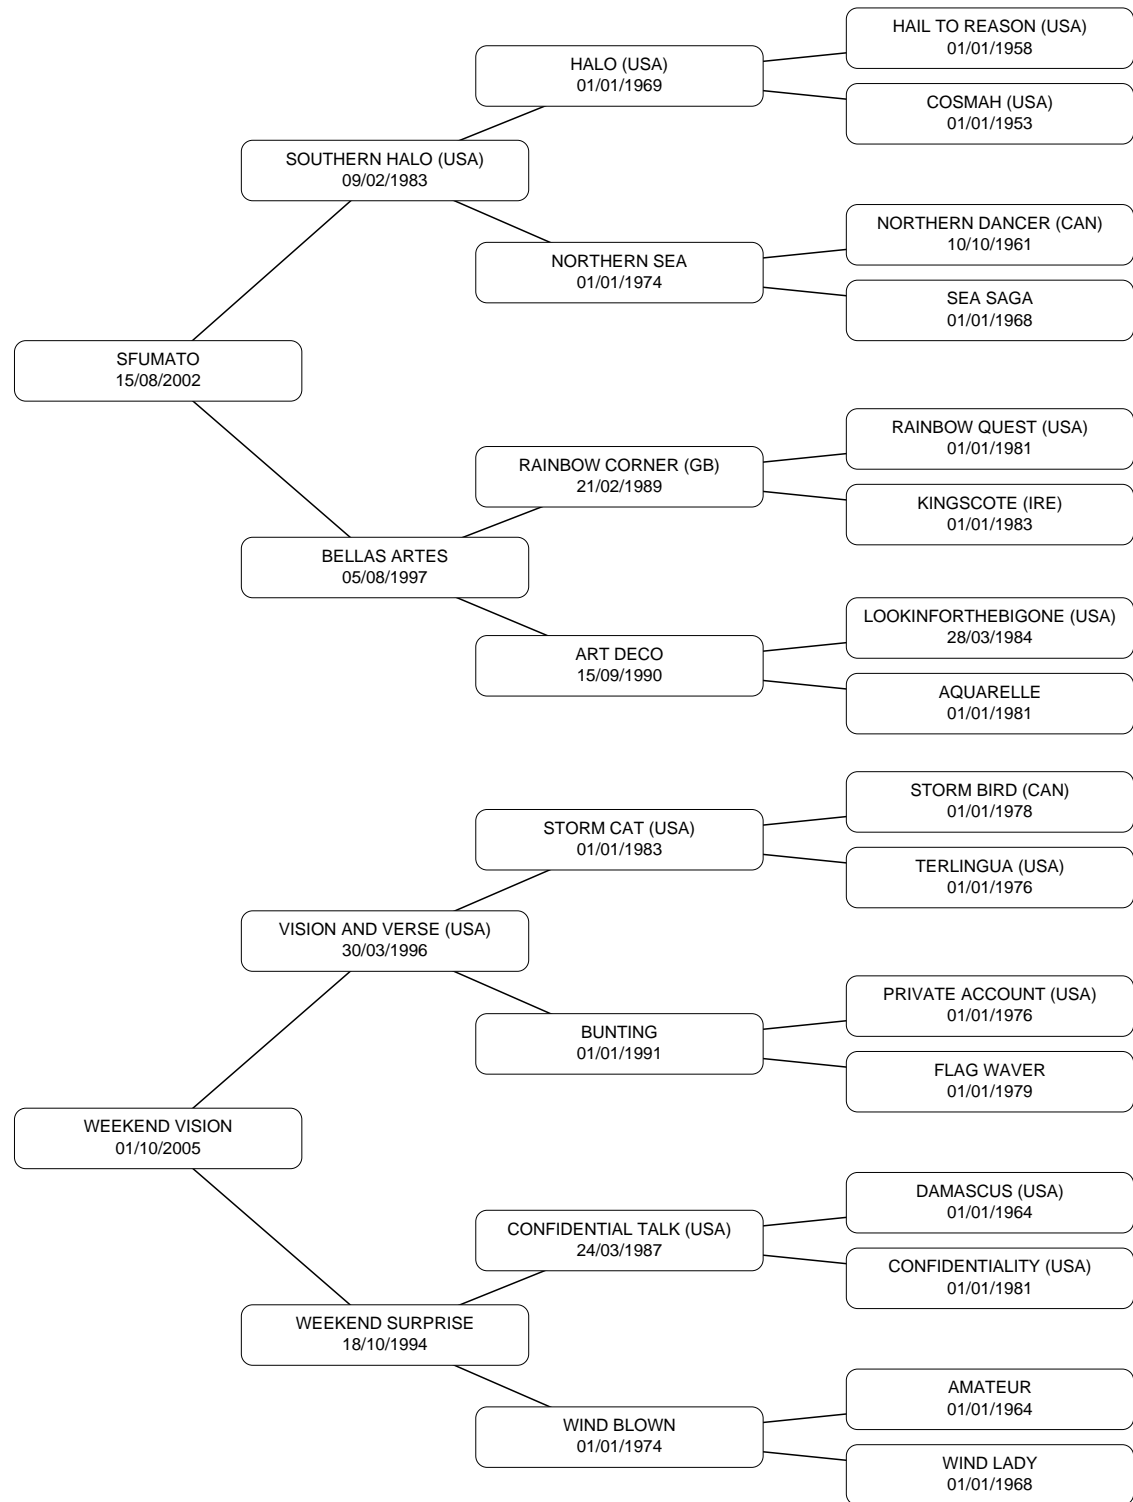 HAIL TO REASON (USA)
01/01/1958
HALO (USA)
01/01/1969
COSMAH (USA)
01/01/1953
SOUTHERN HALO (USA)
09/02/1983
NORTHERN DANCER (CAN)
10/10/1961
NORTHERN SEA
01/01/1974
SEA SAGA
01/01/1968
SFUMATO
15/08/2002
RAINBOW QUEST (USA)
01/01/1981
RAINBOW CORNER (GB)
21/02/1989
KINGSCOTE (IRE)
01/01/1983
BELLAS ARTES
05/08/1997
LOOKINFORTHEBIGONE (USA)
28/03/1984
ART DECO
15/09/1990
AQUARELLE
01/01/1981
STORM BIRD (CAN)
01/01/1978
STORM CAT (USA)
01/01/1983
TERLINGUA (USA)
01/01/1976
VISION AND VERSE (USA)
30/03/1996
PRIVATE ACCOUNT (USA)
01/01/1976
BUNTING
01/01/1991
FLAG WAVER
01/01/1979
WEEKEND VISION
01/10/2005
DAMASCUS (USA)
01/01/1964
CONFIDENTIAL TALK (USA)
24/03/1987
CONFIDENTIALITY (USA)
01/01/1981
WEEKEND SURPRISE
18/10/1994
AMATEUR
01/01/1964
WIND BLOWN
01/01/1974
WIND LADY
01/01/1968